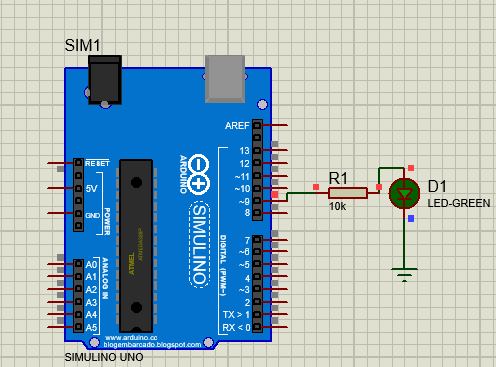 SIM1
AREF
RESET
5V
GND
POWER
ARDUINO
SIMULINO
13
12
~11
~10
~9
8
DIGITAL (PWM~)
7
~6
~5
4
~3
2
TX > 1
RX < 0
ANALOG IN
A0
A1
A2
A3
A4
A5
ATMEL
www.arduino.cc
blogembarcado.blogspot.com
SIMULINO UNO
R1
10k
D1
LED-GREEN